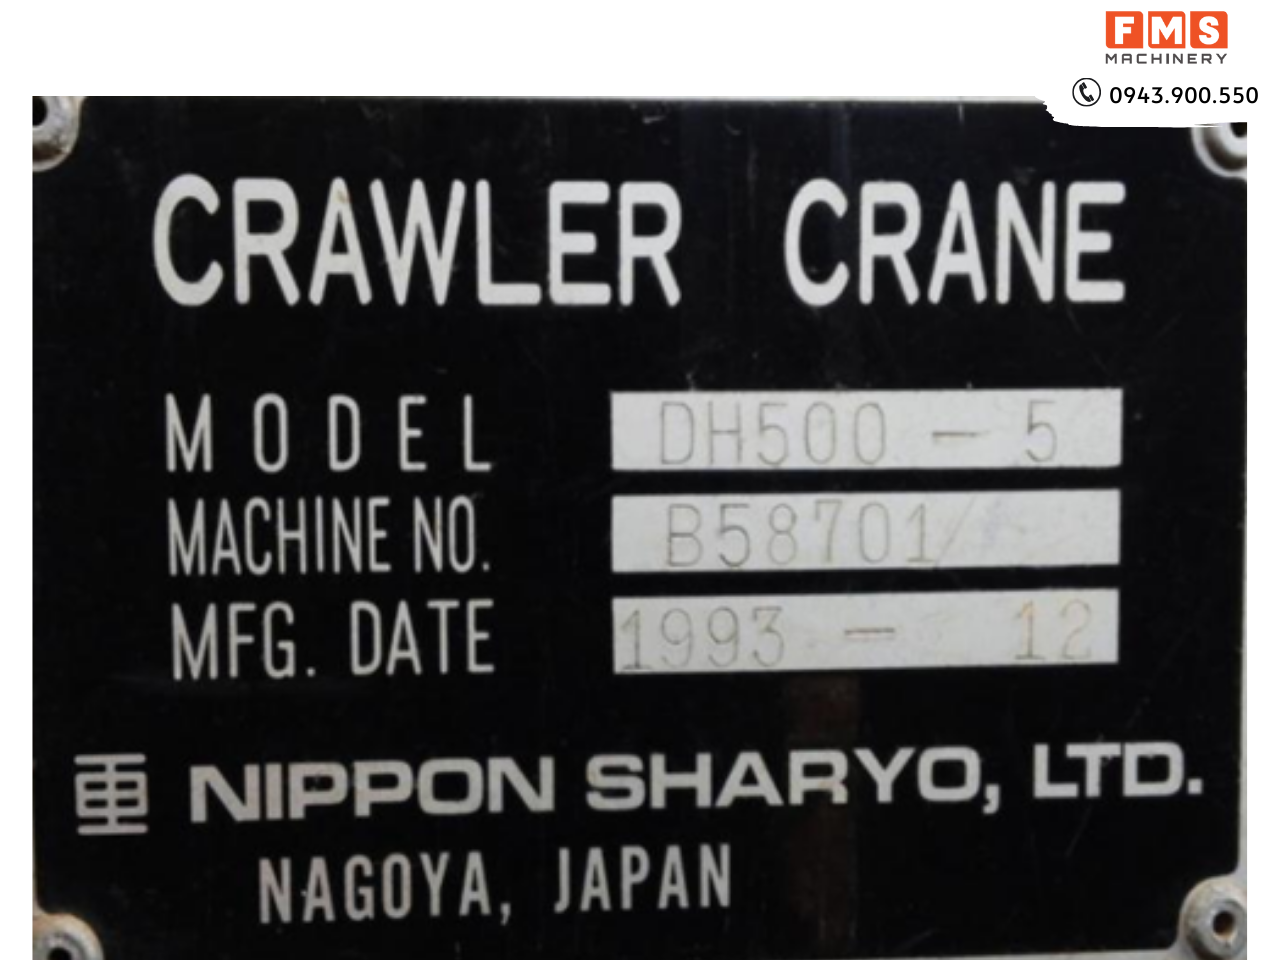 FMS
MACHINERY
0943.900.550
CRAWLER CRANE
MODEL DH500 - 5
MACHINE NO. B58701
MFG. DATE 1993 - 12
NIPPON SHARYO, LTD.
NAGOYA, JAPAN